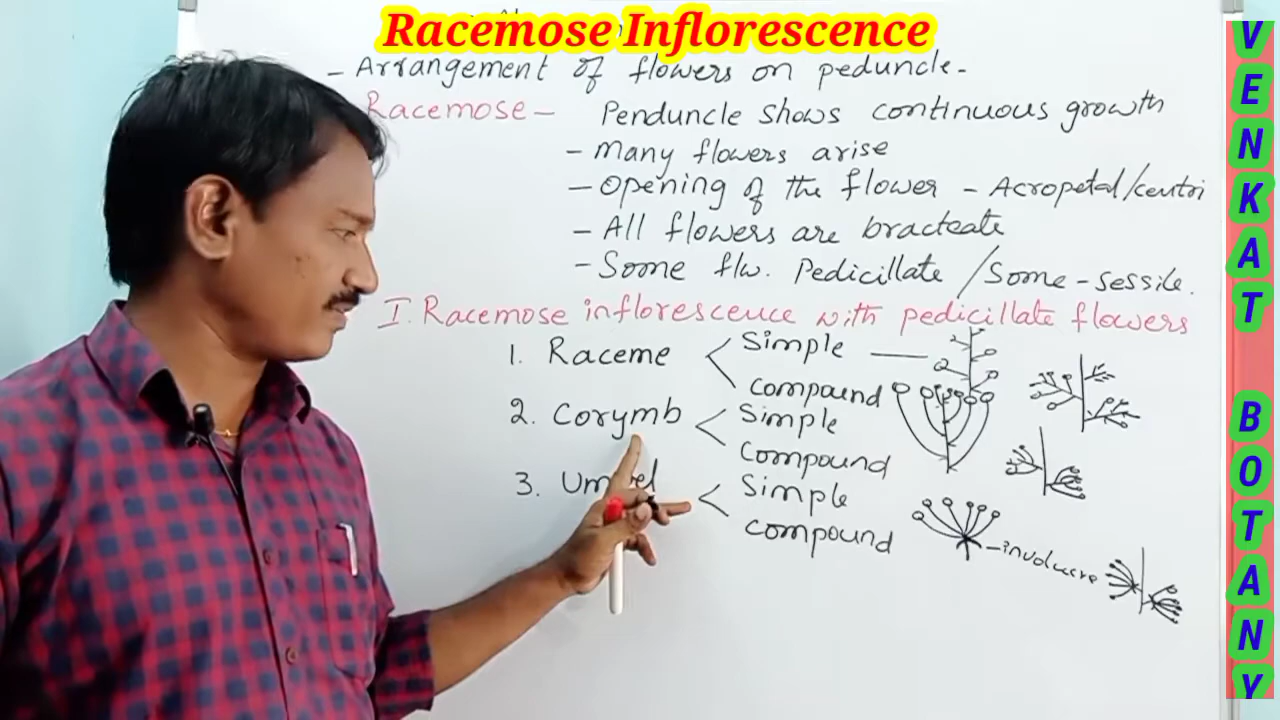 Racemose Inflorescence
- Arrangement of flowers on peduncle-
Racemose - Penduncle shows continuous growth
- Many flowers arise
- Opening of the flower - Acropetal/centri
- All flowers are bracteate
- Some flw. Pedicillate / Some-sessile.
I. Racemose inflorescence with pedicillate flowers
1. Raceme < Simple
compound
2. Corymb < Simple
Compound
3. < Simple
compound
involucre
VENKAT BOTANY